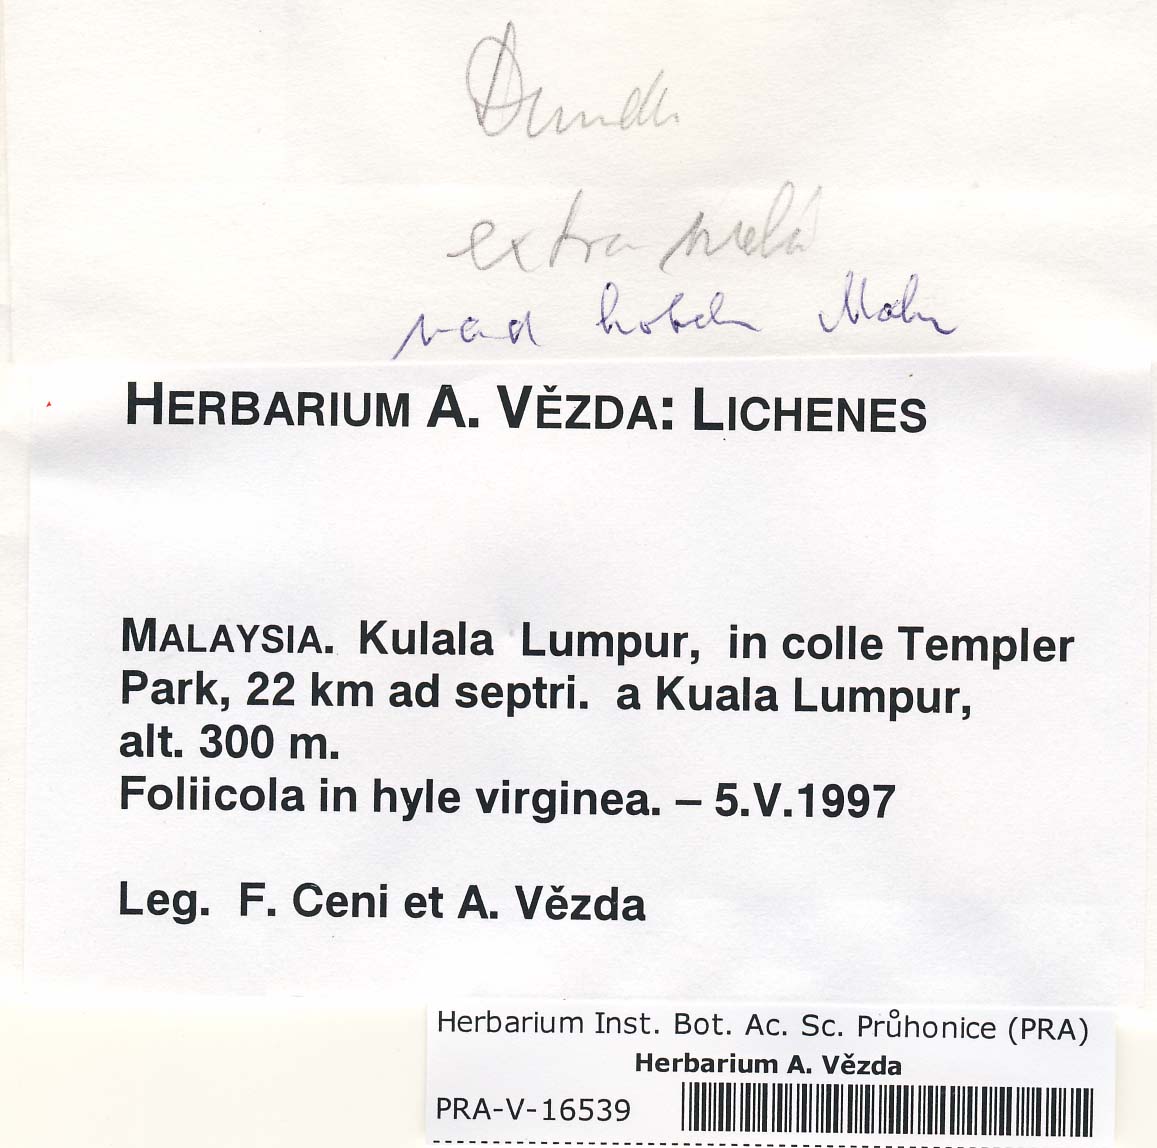 extra
nad
HERBARIUM A. VĚZDA: LICHENES
MALAYSIA. Kulala Lumpur, in colle Templer
Park, 22 km ad septri. a Kuala Lumpur,
alt. 300 m.
Foliicola in hyle virginea. – 5.V.1997
Leg. F. Ceni et A. Vězda
Herbarium Inst. Bot. Ac. Sc. Průhonice (PRA)
Herbarium A. Vězda
PRA-V-16539